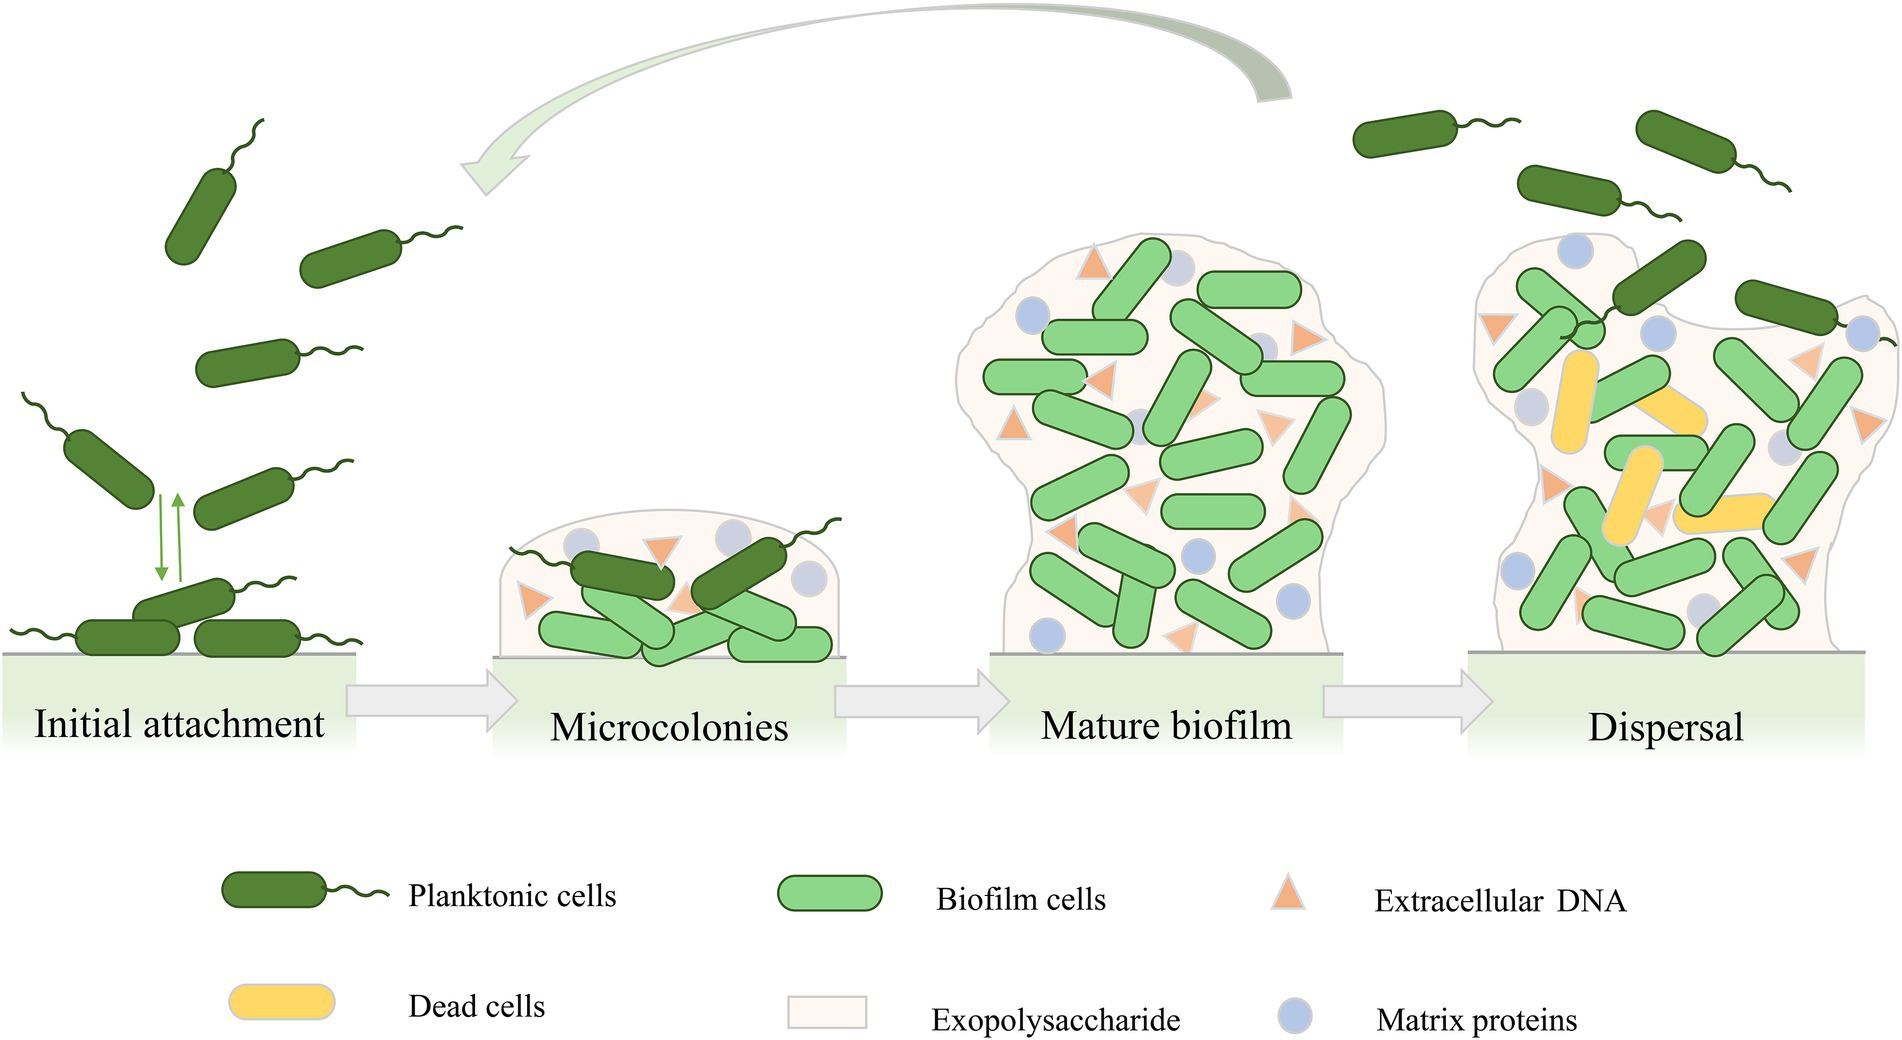 Initial attachment
Microcolonies
Mature biofilm
Dispersal
Planktonic cells
Biofilm cells
Extracellular DNA
Dead cells
Exopolysaccharide
Matrix proteins